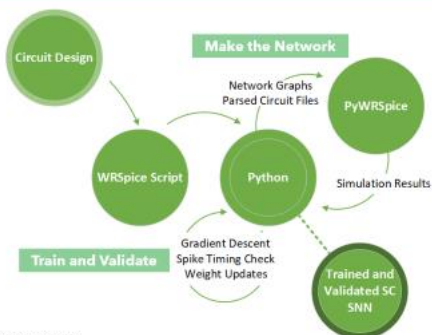 Make the Network
Circuit Design
Network Graphs
Parsed Circuit Files
PyWRSpice
WRSpice Script
Python
Simulation Results
Train and Validate
Gradient Descent
Spike Timing Check
Weight Updates
Trained and
Validated SC
SNN